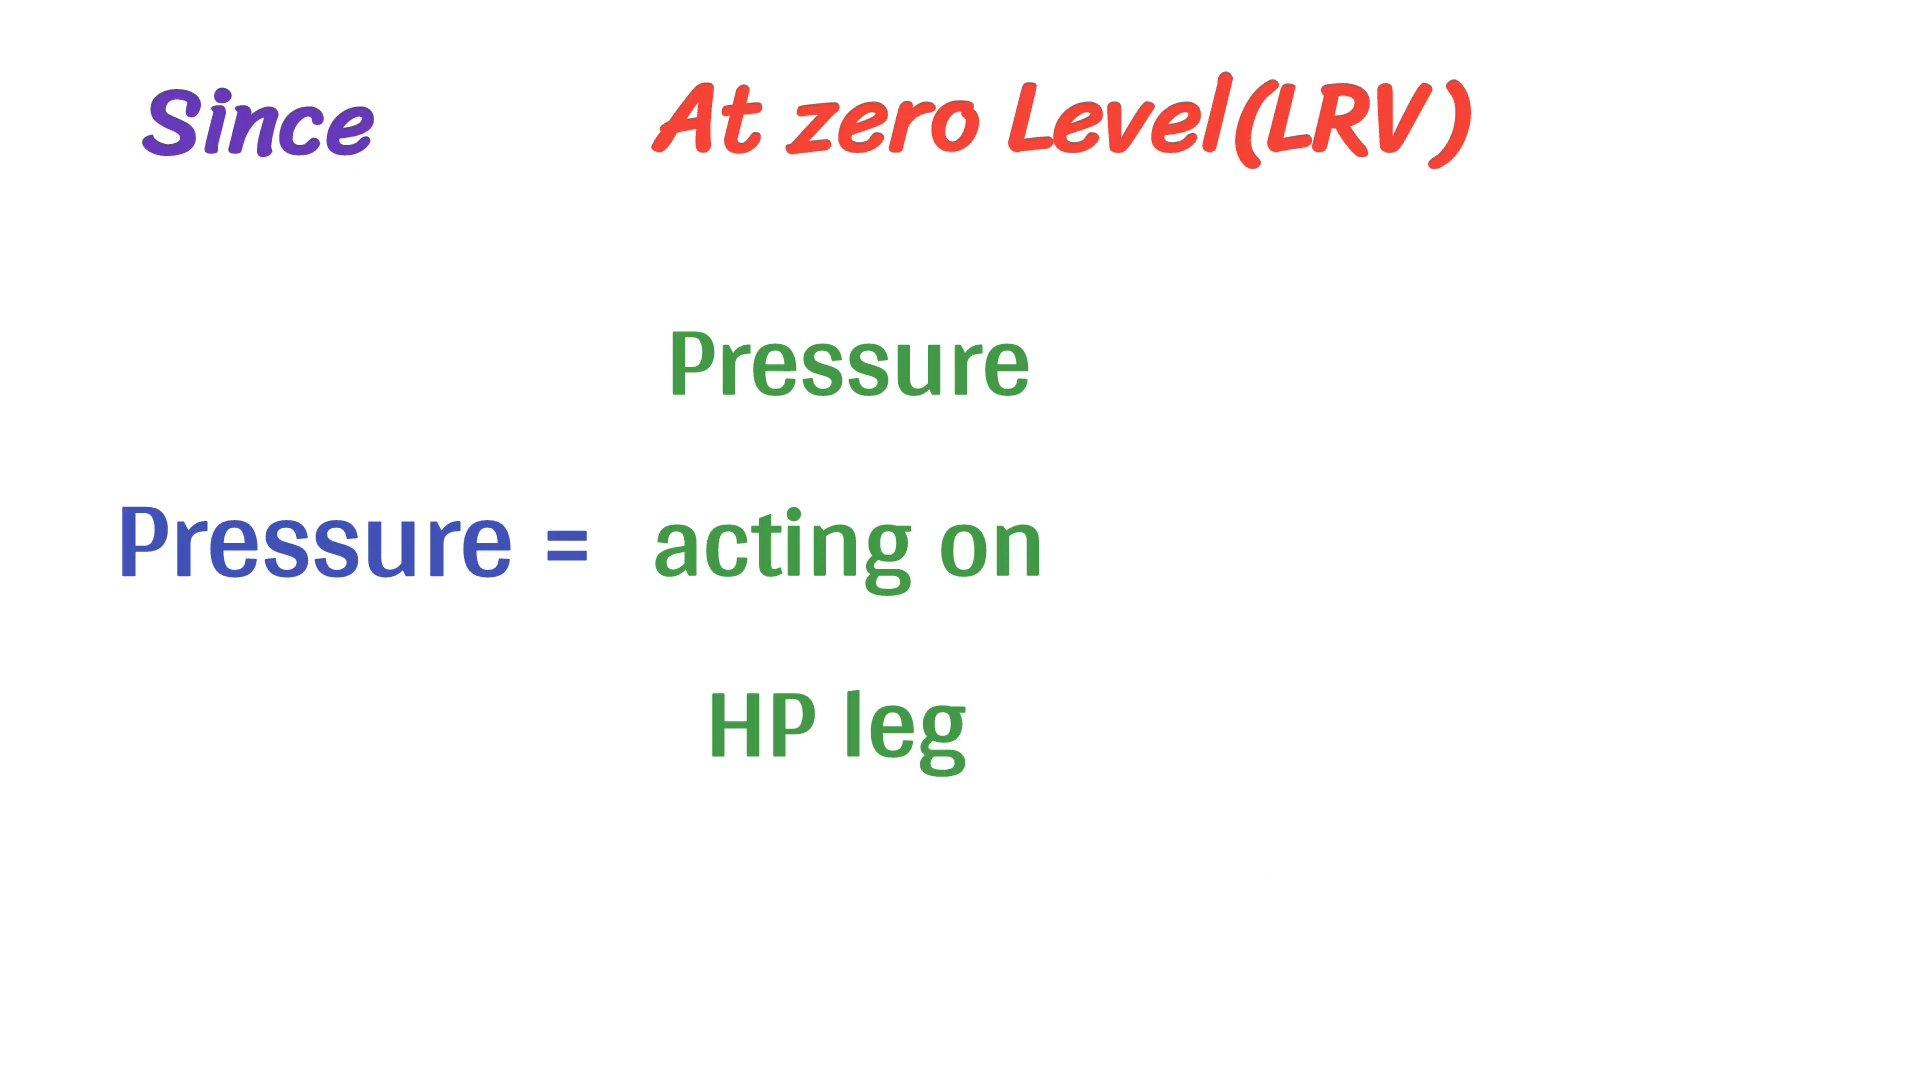 Since At zero Level(LRV)
Pressure
Pressure = acting on
HP leg